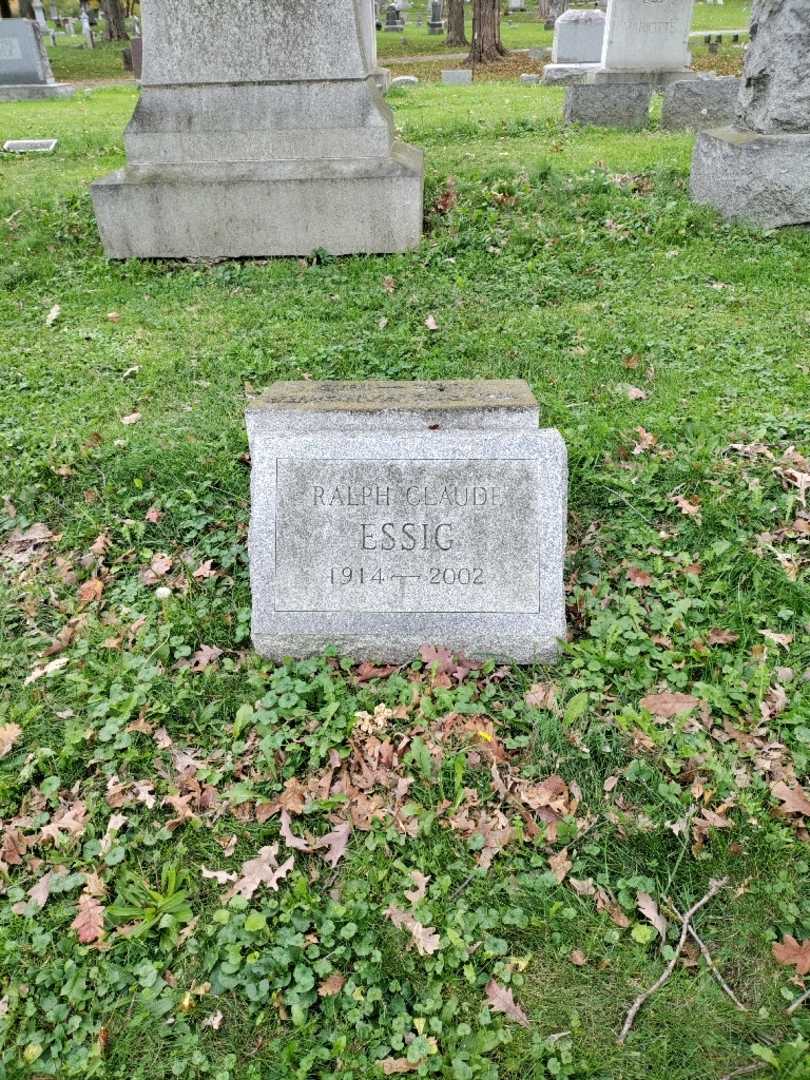 RALPH CLAUDE
ESSIG
1914 — 2002